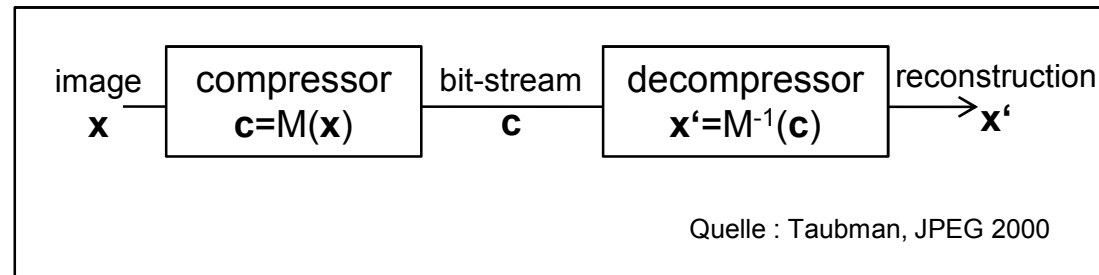 image
x
compressor
c=M(x)
bit-stream
c
decompressor
x‘=M-1(c)
reconstruction
x‘
Quelle : Taubman, JPEG 2000